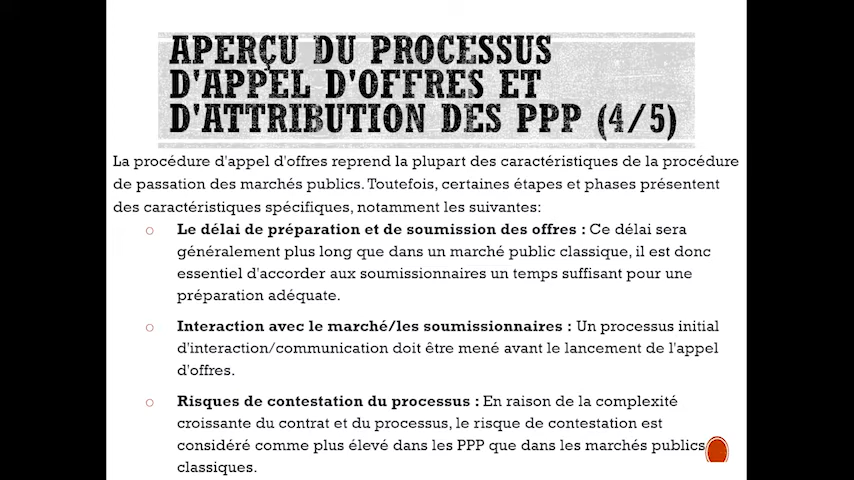 APERÇU DU PROCESSUS
D'APPEL D'OFFRES ET
D'ATTRIBUTION DES PPP (4/5)
La procédure d'appel d'offres reprend la plupart des caractéristiques de la procédure
de passation des marchés publics. Toutefois, certaines étapes et phases présentent
des caractéristiques spécifiques, notamment les suivantes:
Le délai de préparation et de soumission des offres : Ce délai sera
généralement plus long que dans un marché public classique, il est donc
essentiel d'accorder aux soumissionnaires un temps suffisant pour une
préparation adéquate.
Interaction avec le marché/les soumissionnaires : Un processus initial
d'interaction/communication doit être mené avant le lancement de l'appel
d'offres.
Risques de contestation du processus : En raison de la complexité
croissante du contrat et du processus, le risque de contestation est
considéré comme plus élevé dans les PPP que dans les marchés publics
classiques.